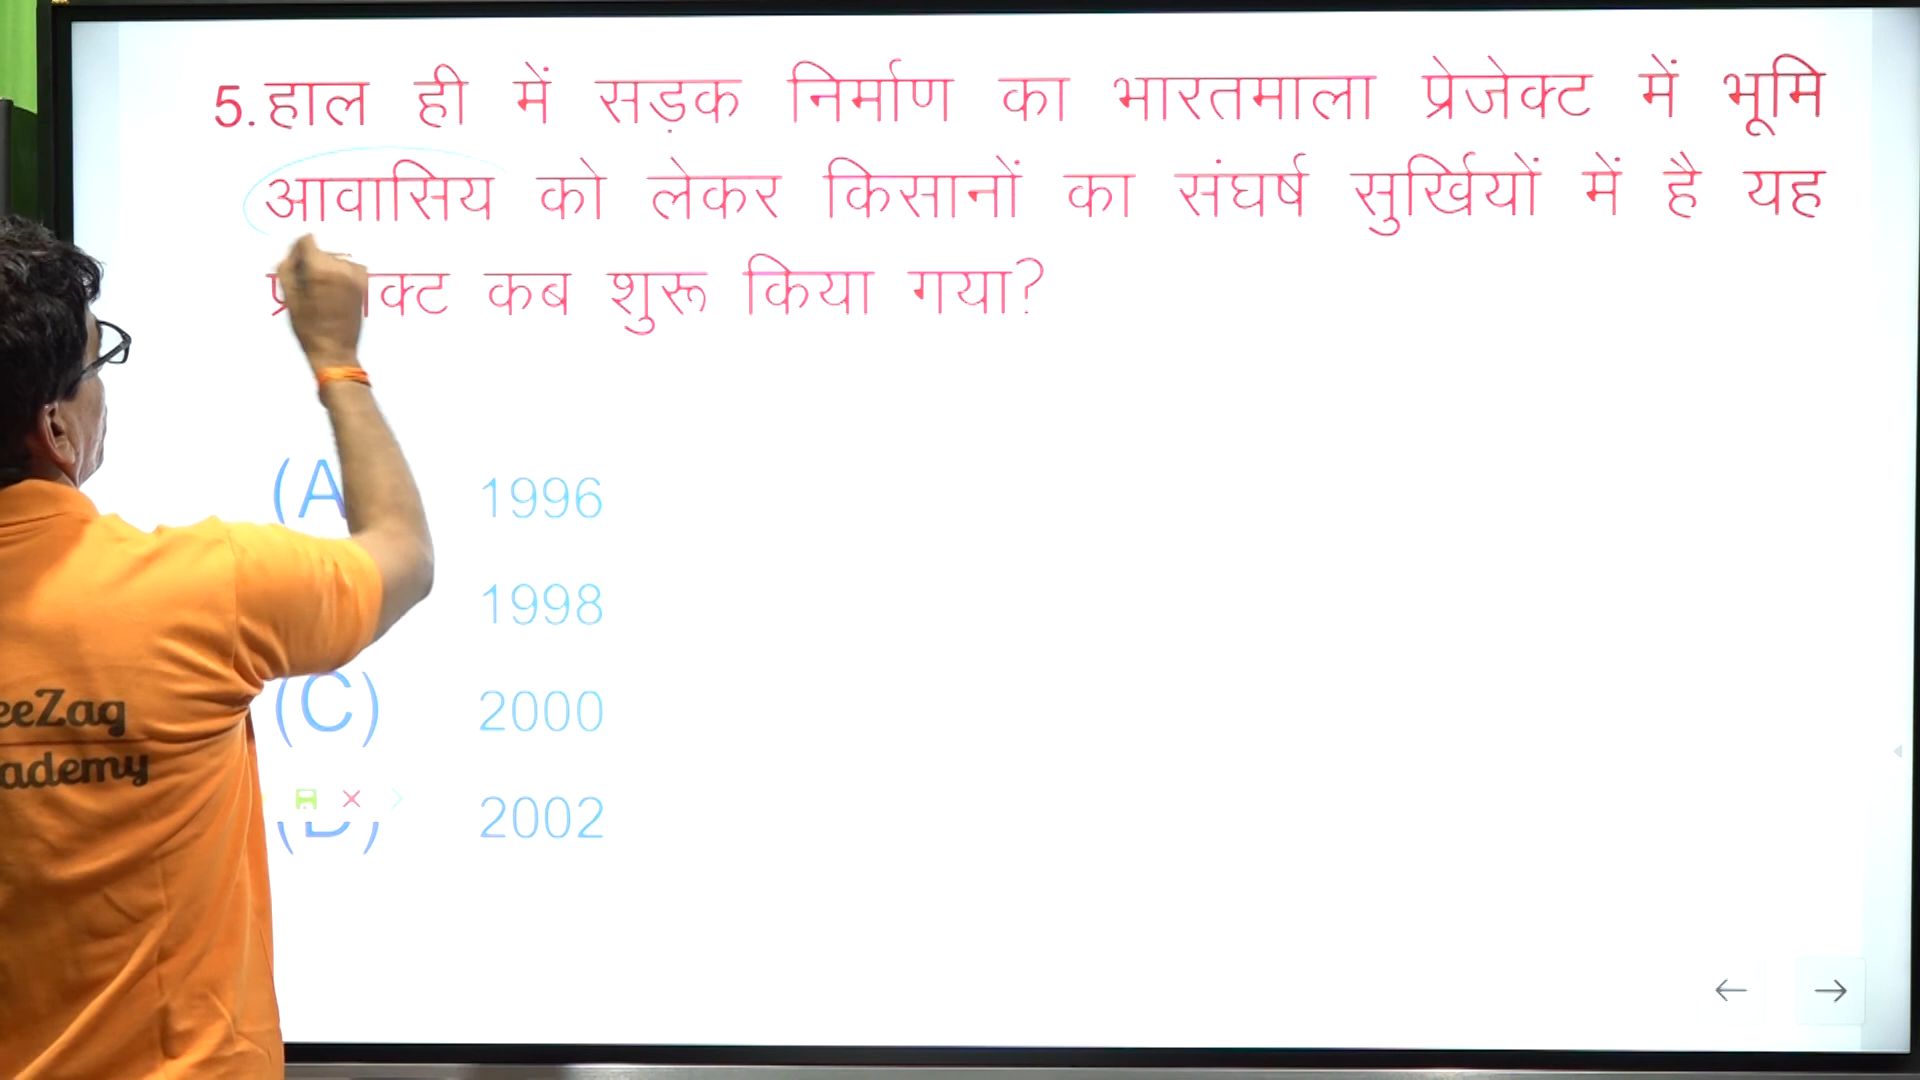 5. हाल ही में सड़क निर्माण का भारतमाला प्रेजेक्ट में भूमि
आवासिय को लेकर किसानों का संघर्ष सुर्खियों में है यह
कब शुरू किया गया?
(A 1996
1998
(C) 2000
(D) 2002
eeZag
ademy